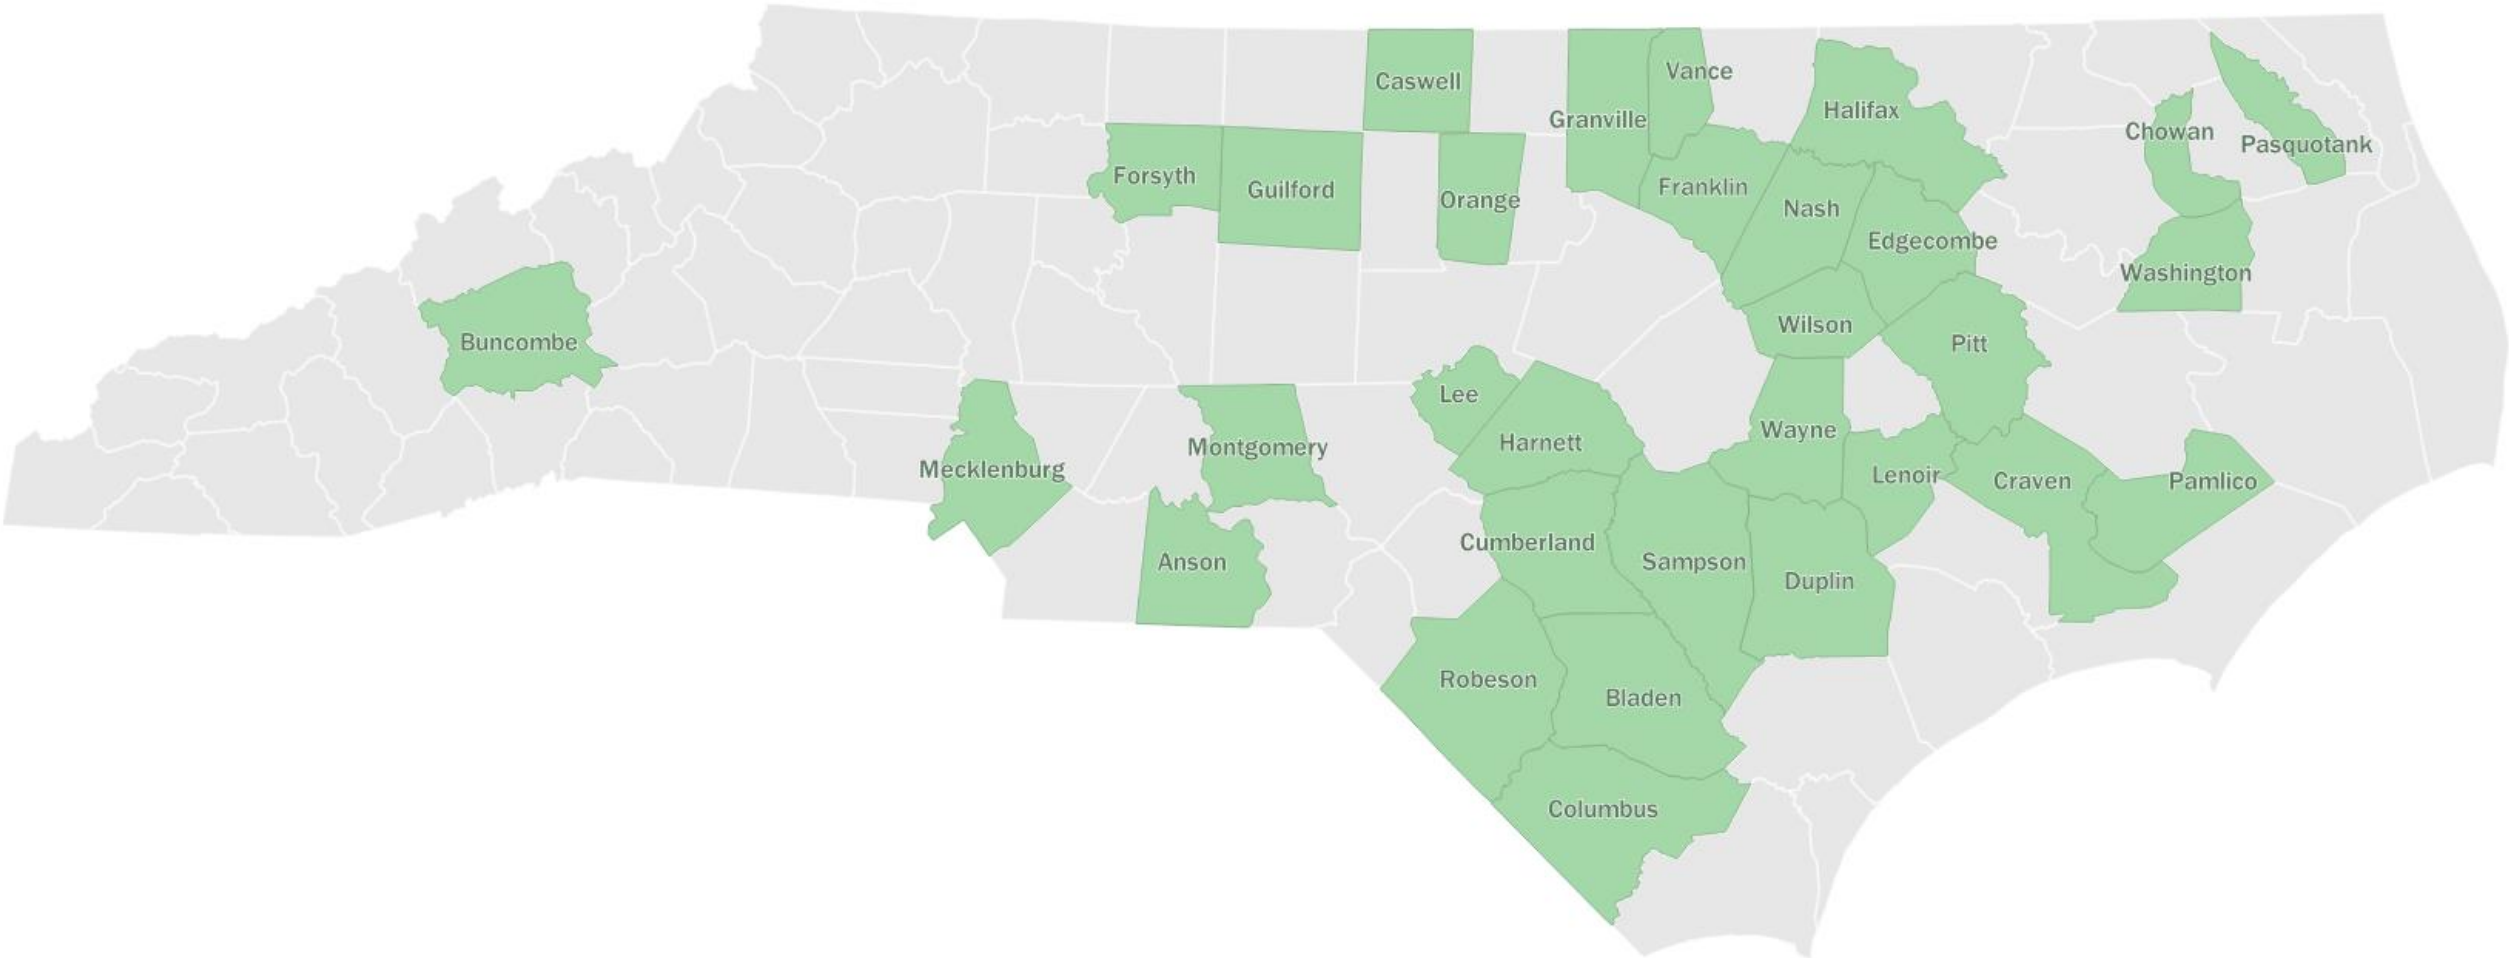 Caswell
Vance
Granville
Halifax
Chowan
Pasquotank
Forsyth
Guilford
Orange
Franklin
Nash
Edgecombe
Washington
Buncombe
Wilson
Pitt
Lee
Harnett
Wayne
Montgomery
Mecklenburg
Lenoir
Craven
Pamlico
Cumberland
Anson
Sampson
Duplin
Robeson
Bladen
Columbus